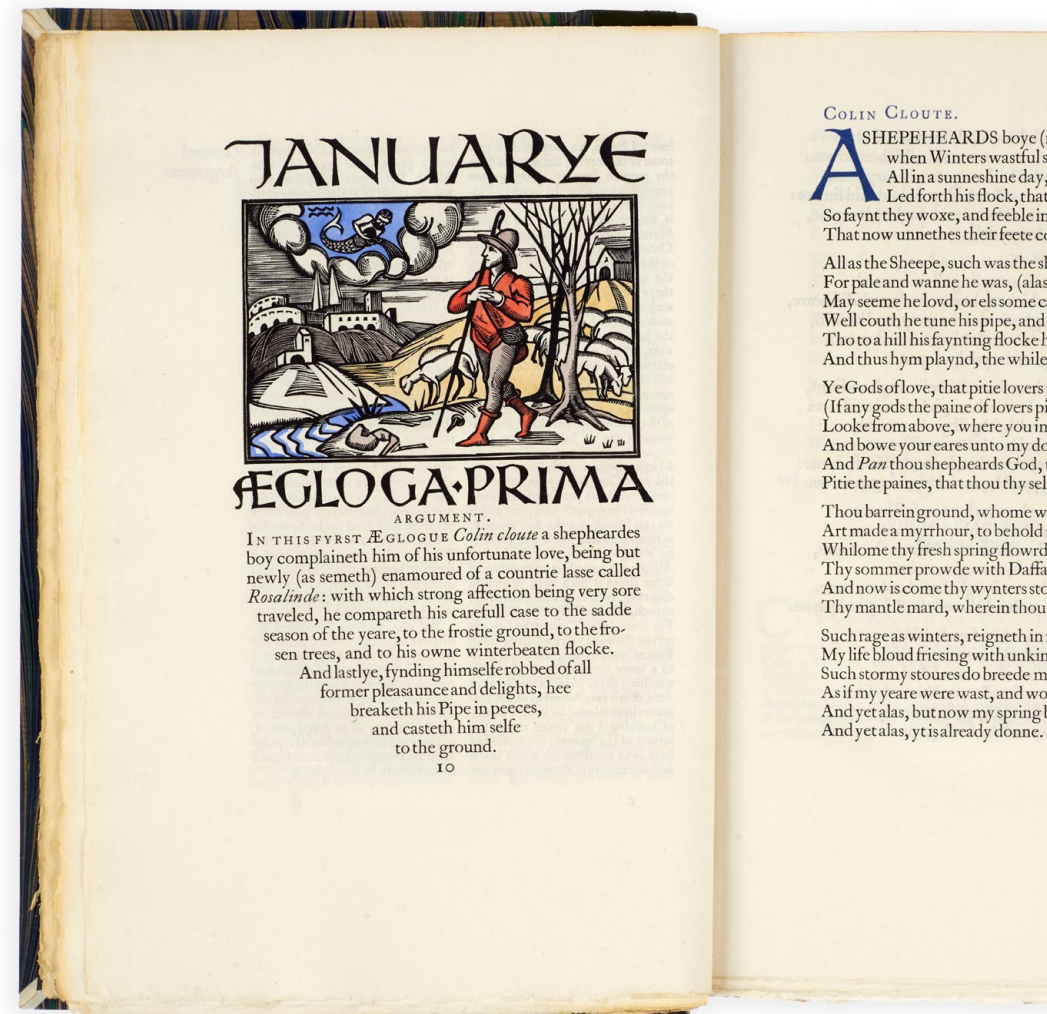 JANUARYE
ÆGLOGA·PRIMA
ARGUMENT.
IN THIS FYRST ÆGLOGUE Colin cloute a shepheardes
boy complaineth him of his unfortunate love, being but
newly (as semeth) enamoured of a countrie lasse called
Rosalinde: with which strong affection being very sore
traveled, he compareth his carefull case to the sadde
season of the yeare, to the frostie ground, to the fro-
sen trees, and to his owne winterbeaten flocke.
And lastlye, fynding himselfe robbed of all
former pleasaunce and delights, hee
breaketh his Pipe in peeces,
and casteth him selfe
to the ground.
10
COLIN CLOUTE.
A SHEPEHEARDS boye
when Winters wastful
All in a sunneshine day,
Led forth his flock, that
So faynt they woxe, and feeble in
That now unnethes their feete
All as the Sheepe, such was the
For pale and wanne he was, (alas
May seeme he lovd, or els some
Well couth he tune his pipe, and
Tho to a hill his faynting flocke
And thus hym playnd, the while
Ye Gods of love, that pitie lovers
(If any gods the paine of lovers
Looke from above, where you in
And bowe your eares unto my
And Pan thou shepheards God,
Pitie the paines, that thou thy
Thou barrein ground, whome
Art made a myrrhour, to behold
Whilome thy fresh spring flowrd
Thy sommer prowde with
And now is come thy wynters
Thy mantle mard, wherein thou
Such rage as winters, reigneth in
My life bloud friesing with
Such stormy stoures do breede
As if my yeare were wast, and
And yet alas, but now my spring
And yet alas, yt is already donne.